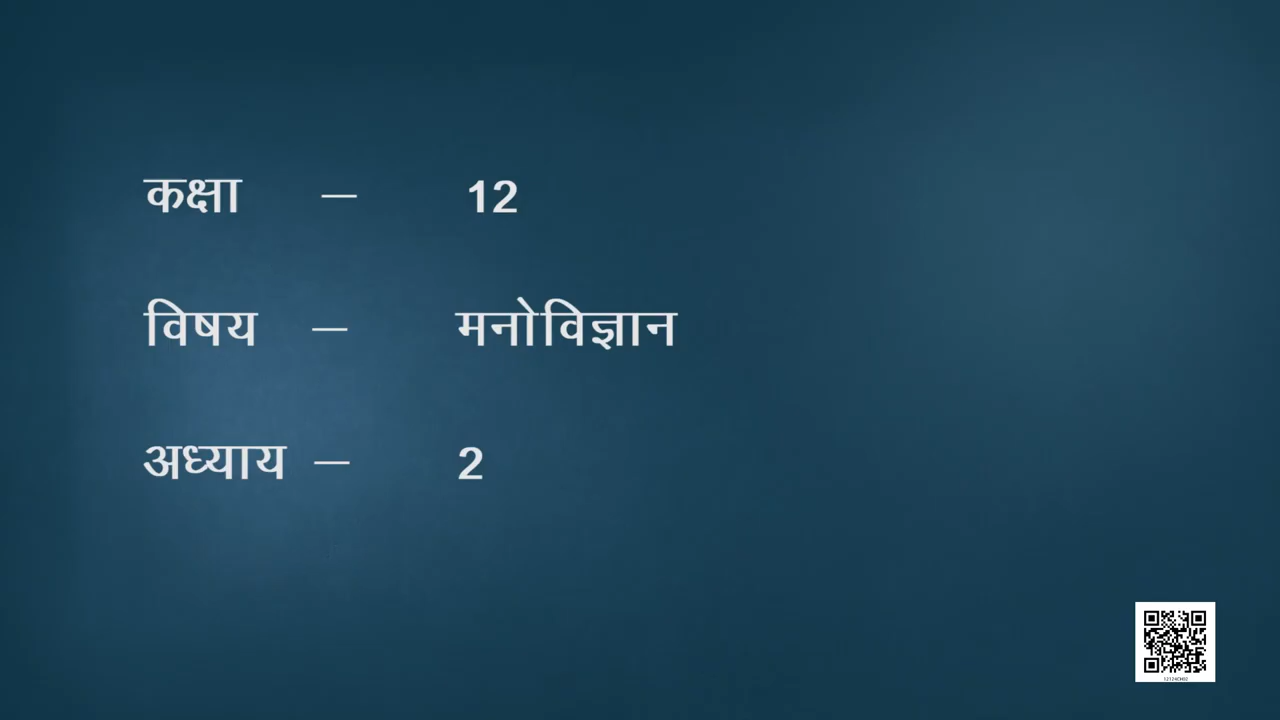 कक्षा – 12
विषय – मनोविज्ञान
अध्याय – 2